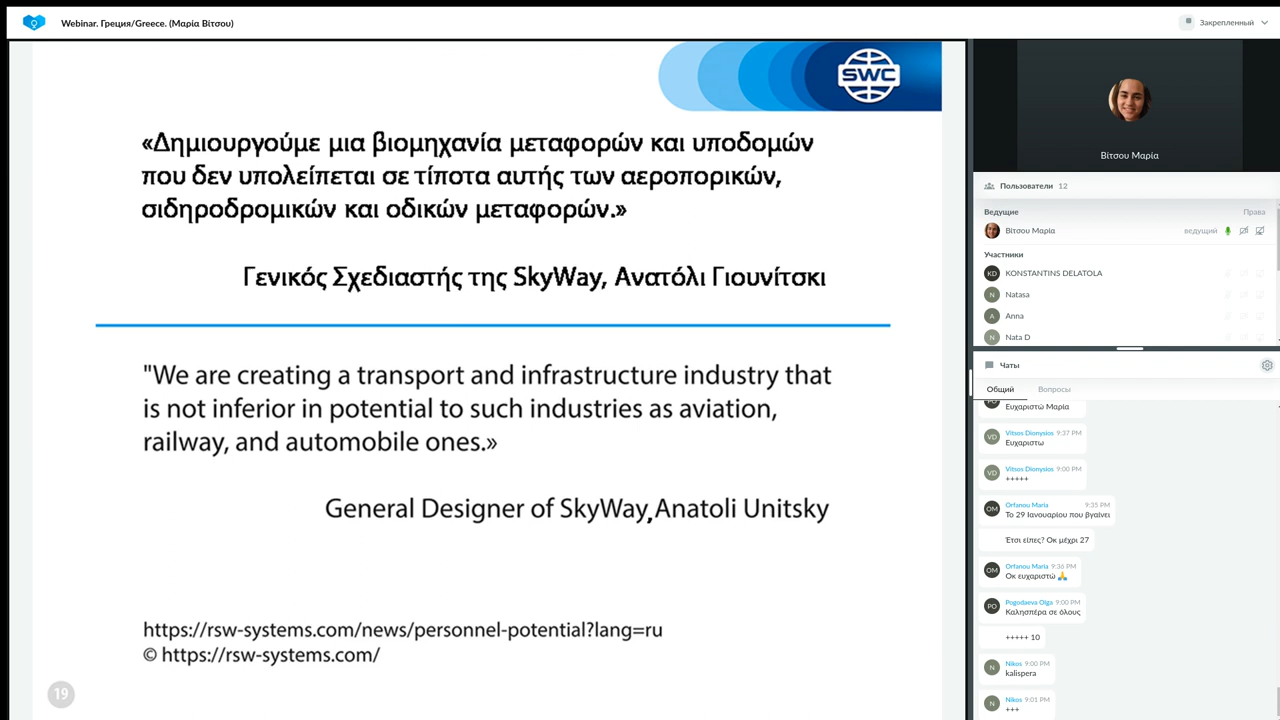 Webinar. Греция/Greece. (Μαρία Βίτσου)
Закрепленный
SWC
«Δημιουργούμε μια βιομηχανία μεταφορών και υποδομών
που δεν υπολείπεται σε τίποτα αυτής των αεροπορικών,
σιδηροδρομικών και οδικών μεταφορών.»
Γενικός Σχεδιαστής της SkyWay, Ανατόλι Γιουνίτσκι
"We are creating a transport and infrastructure industry that
is not inferior in potential to such industries as aviation,
railway, and automobile ones.»
General Designer of SkyWay, Anatoli Unitsky
https://rsw-systems.com/news/personnel-potential?lang=ru
© https://rsw-systems.com/
19
Βίτσου Μαρία
Пользователи 12
Ведущие Права
Βίτσου Μαρία ведущий
Участники
KD KONSTANTINS DELATOLA
N Natasa
A Anna
N Nata D
Чаты
Общий Вопросы
Ευχαριστώ Μαρία
VD Vitsos Dionysios 9:37 PM
Ευχαριστω
VD Vitsos Dionysios 9:00 PM
+++++
OM Orfanou Maria 9:35 PM
Το 29 Ιανουαρίου που βγαίνει
Έτσι είπες? Οκ μέχρι 27
OM Orfanou Maria 9:36 PM
Οκ ευχαριστώ 🙏
PO Pogodaeva Olga 9:00 PM
Καλησπέρα σε όλους
+++++ 10
N Nikos 9:00 PM
kalispera
N Nikos 9:01 PM
+++